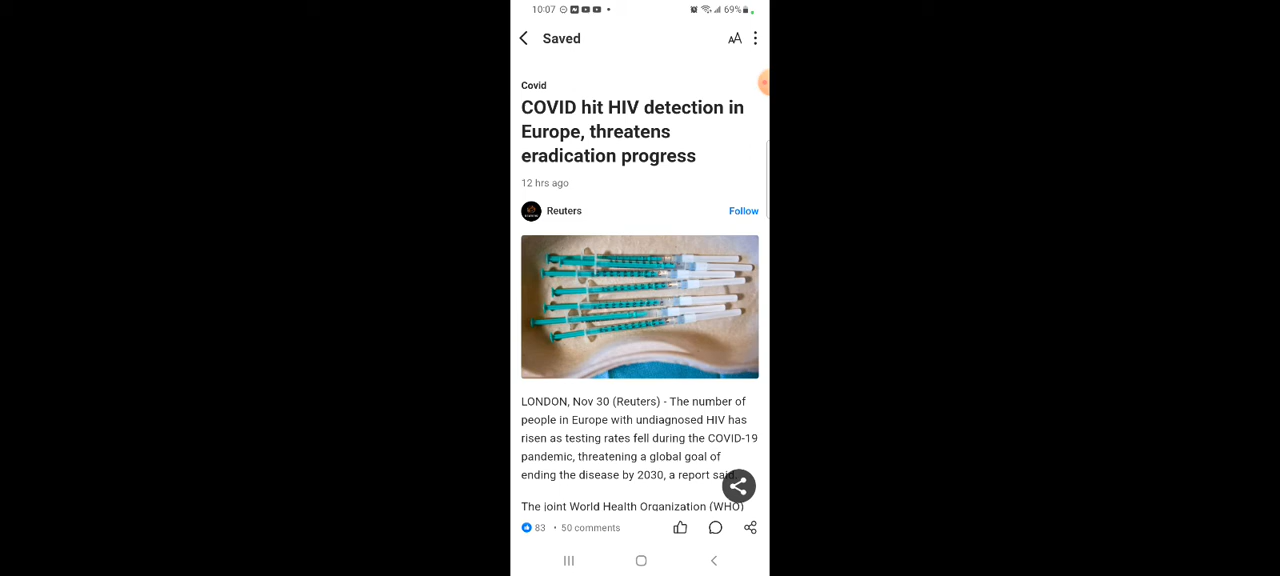 10:07 69%
Saved AA
Covid
COVID hit HIV detection in
Europe, threatens
eradication progress
12 hrs ago
Reuters Follow
LONDON, Nov 30 (Reuters) - The number of
people in Europe with undiagnosed HIV has
risen as testing rates fell during the COVID-19
pandemic, threatening a global goal of
ending the disease by 2030, a report said
The joint World Health Organization (WHO)
83 • 50 comments